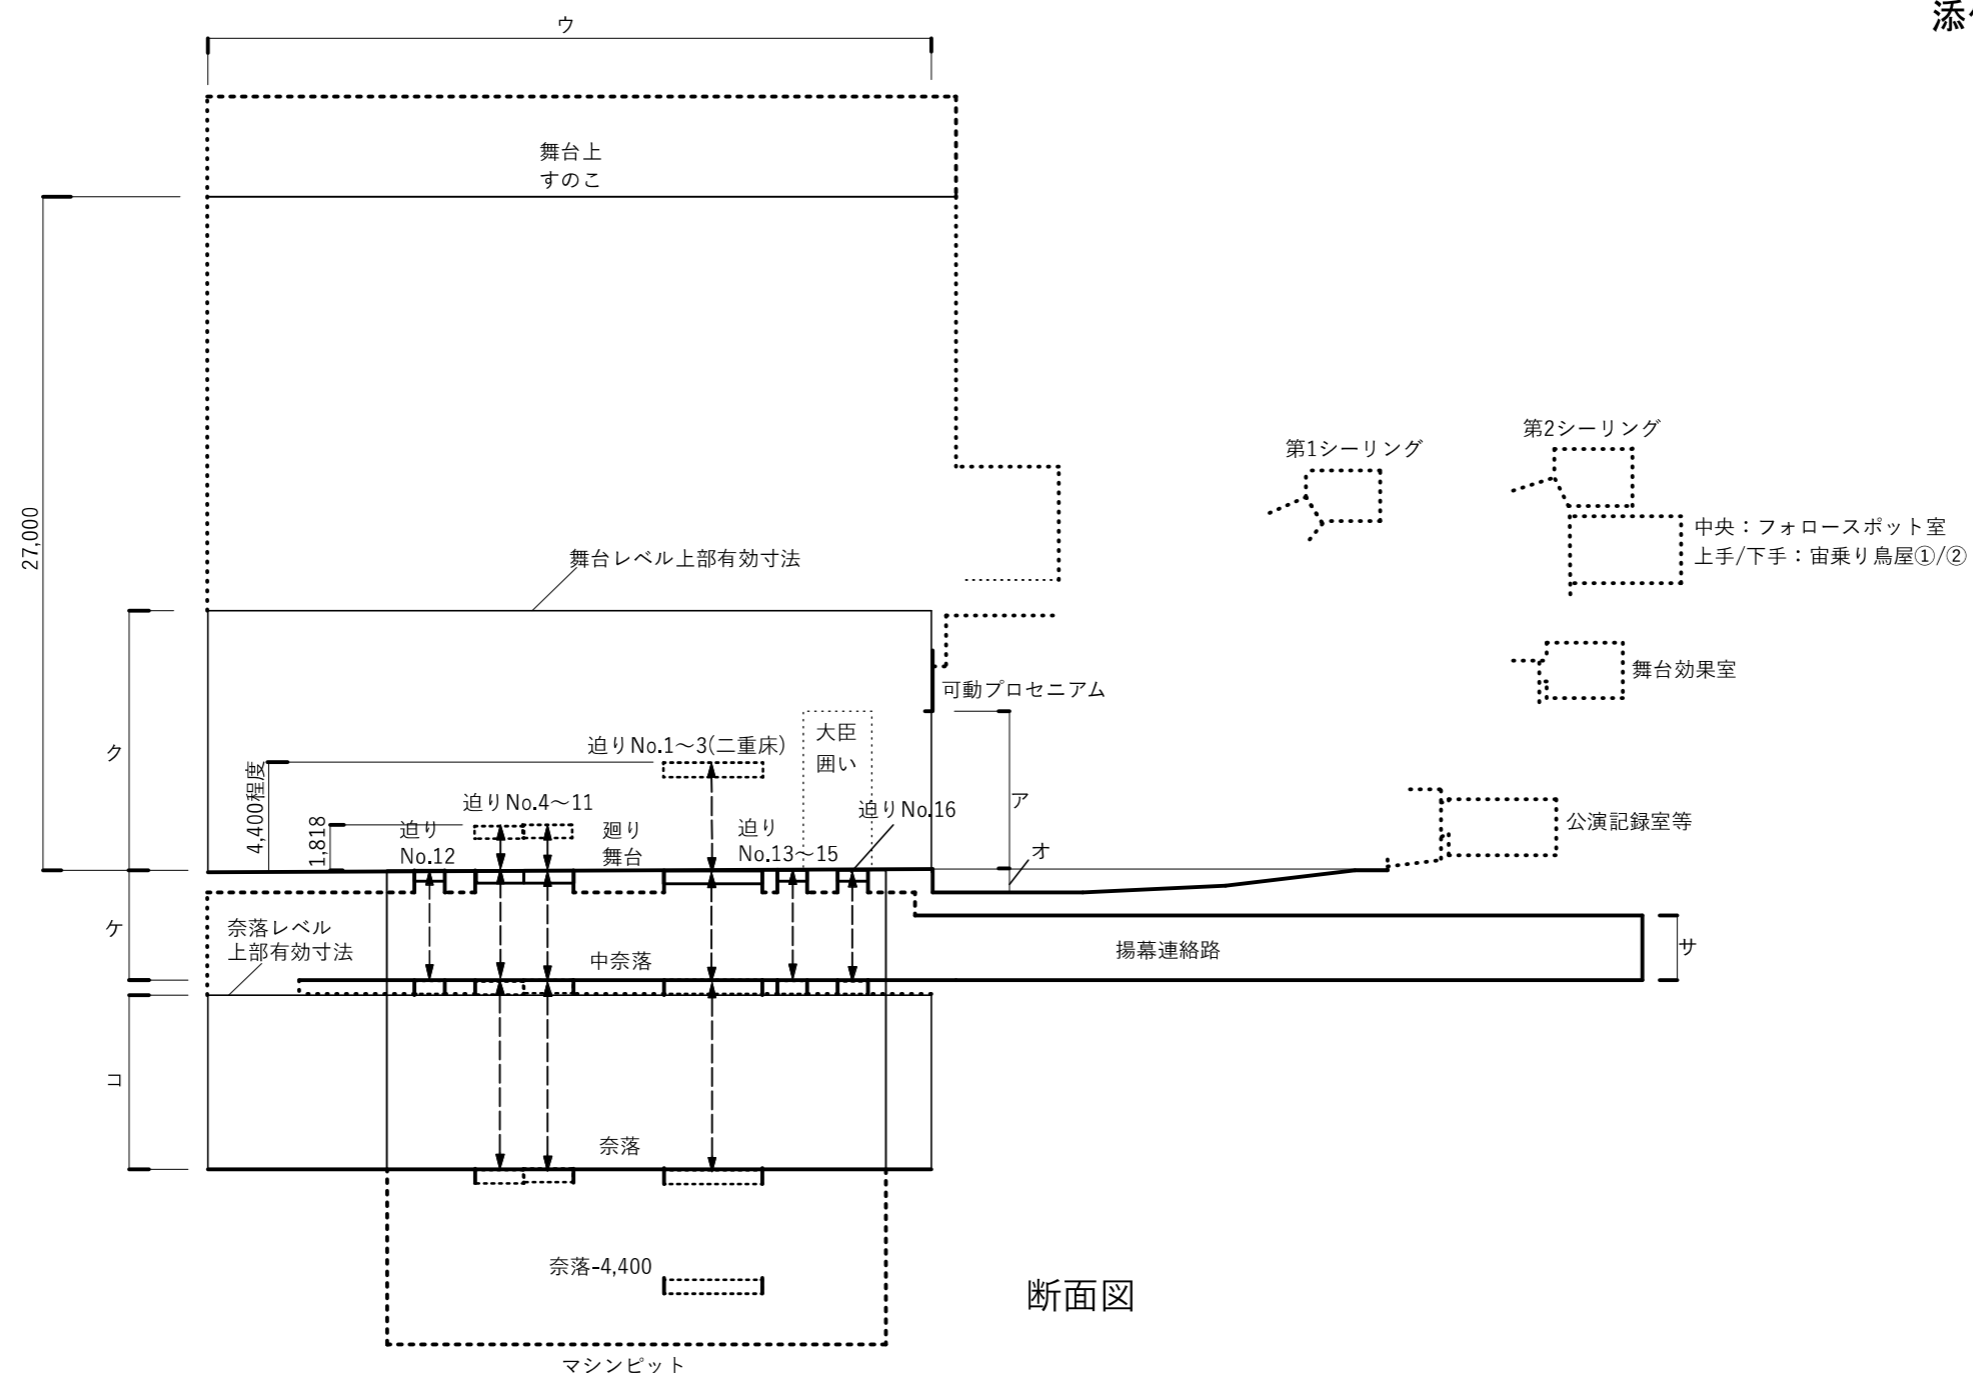 添
ウ
舞台上
すのこ
27,000
第1シーリング
第2シーリング
中央：フォロースポット室
上手/下手：宙乗り鳥屋①/②
舞台レベル上部有効寸法
舞台効果室
可動プロセニアム
大臣
囲い
ク
4,400程度
1,818
迫りNo.1～3(二重床)
迫りNo.4～11
迫り
No.12
廻り
舞台
迫り
No.13～15
迫りNo.16
ア
オ
公演記録室等
ケ
奈落レベル
上部有効寸法
中奈落
揚幕連絡路
サ
コ
奈落
奈落-4,400
断面図
マシンピット